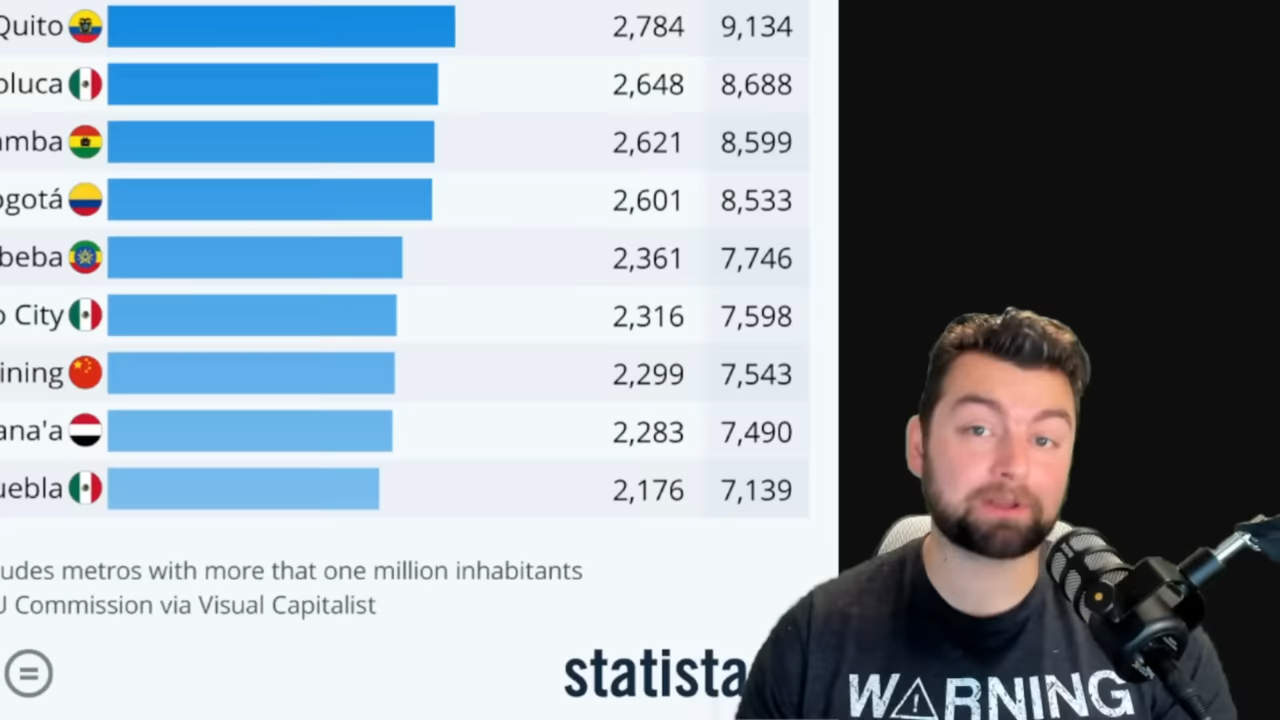 Quito 2,784 9,134
oluca 2,648 8,688
amba 2,621 8,599
ogotá 2,601 8,533
beba 2,361 7,746
o City 2,316 7,598
ining 2,299 7,543
ana'a 2,283 7,490
uebla 2,176 7,139
udes metros with more that one million inhabitants
U Commission via Visual Capitalist
=
statista
WARNING